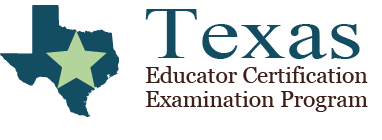 Texas
Educator Certification
Examination Program